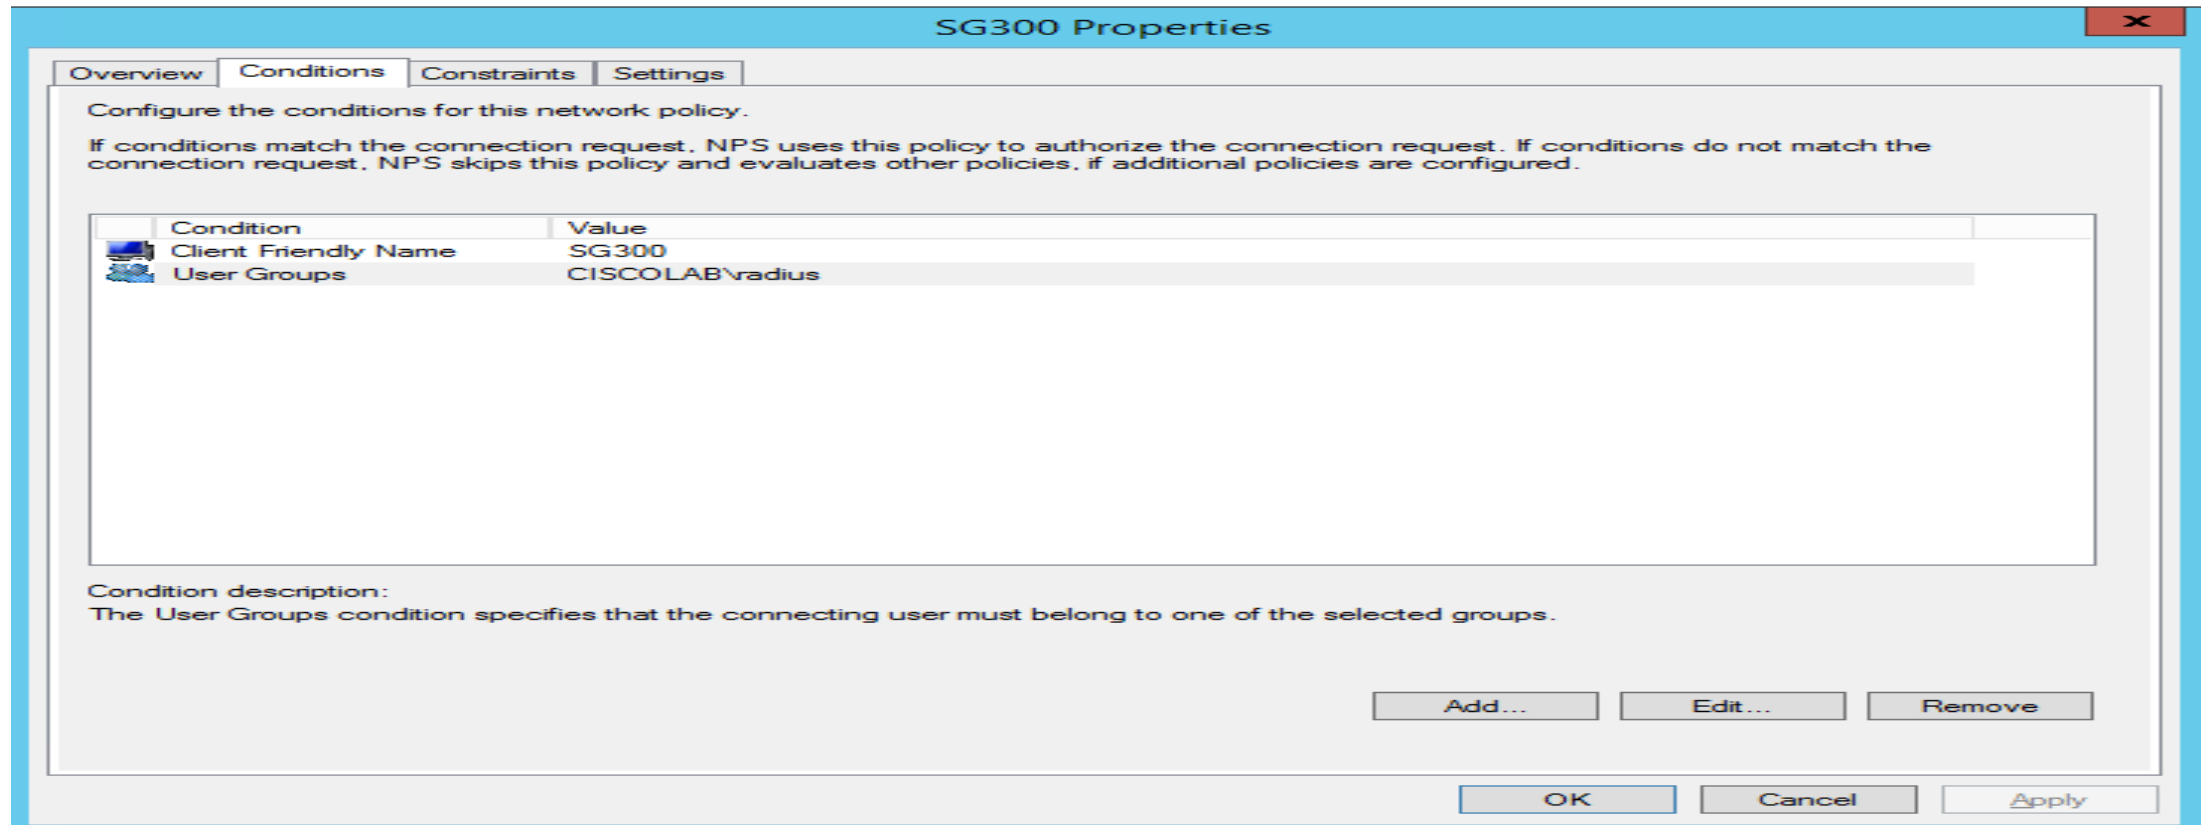 SG300 Properties
x
Overview Conditions Constraints Settings
Configure the conditions for this network policy.
If conditions match the connection request, NPS uses this policy to authorize the connection request. If conditions do not match the
connection request, NPS skips this policy and evaluates other policies, if additional policies are configured.
Condition Value
Client Friendly Name SG300
User Groups CISCOLAB\radius
Condition description:
The User Groups condition specifies that the connecting user must belong to one of the selected groups.
Add... Edit... Remove
OK Cancel Apply